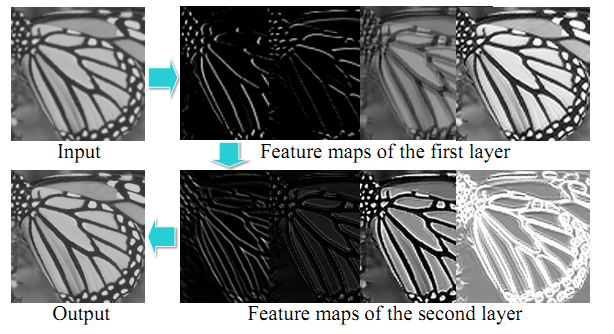 Input
Feature maps of the first layer
Output
Feature maps of the second layer